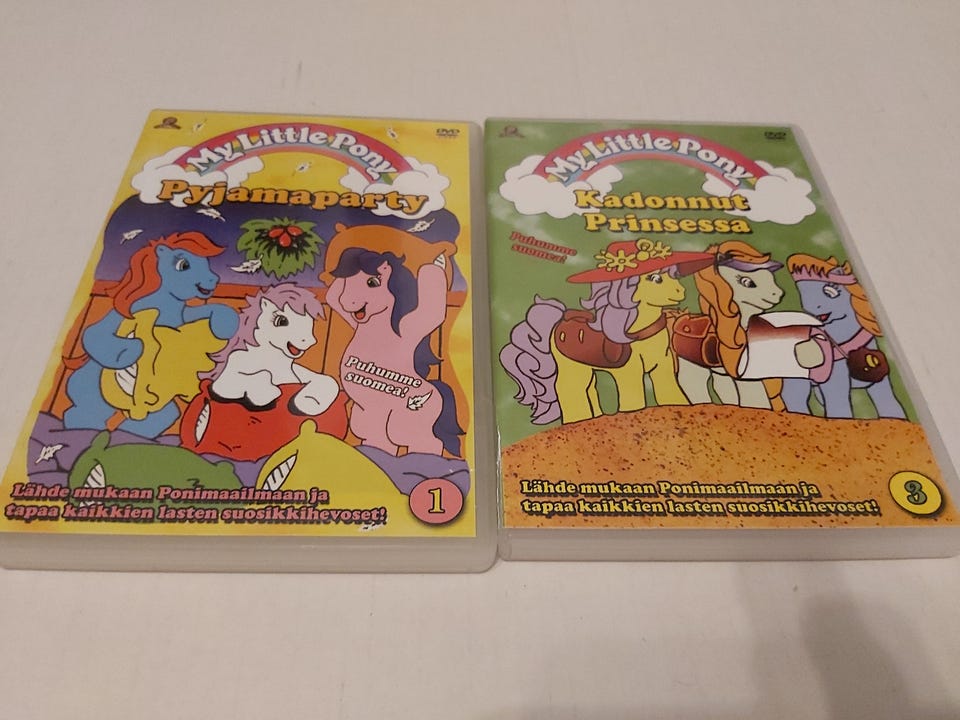 DVD
My Little Pony
Pyjamaparty
Puhumme
suomea!
Lähde mukaan Ponimaailmaan ja
tapaa kaikkien lasten suosikkihevoset!
1
DVD
My Little Pony
Kadonnut
Prinsessa
Puhumme
suomea!
Lähde mukaan Ponimaailmaan ja
tapaa kaikkien lasten suosikkihevoset!
3